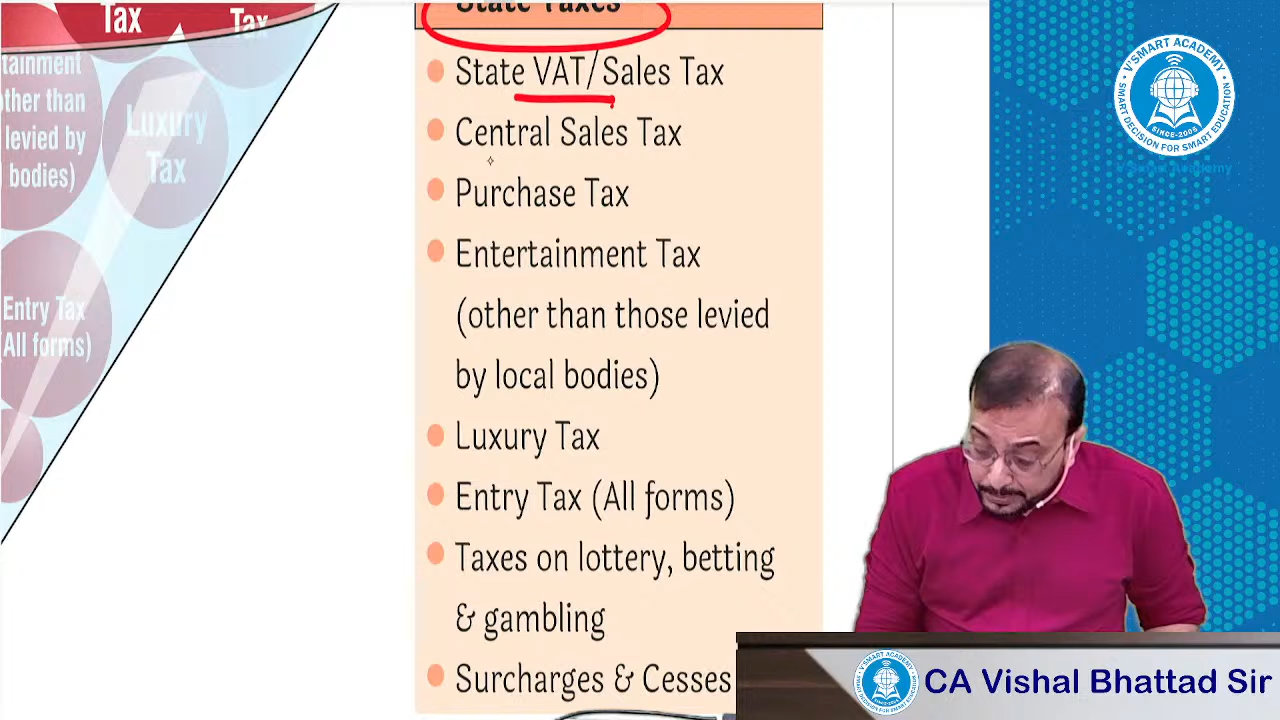 Tax
Tax
State Taxes
tainment
other than
levied by
bodies)
Luxury
Tax
Entry Tax
(All forms)
State VAT/Sales Tax
Central Sales Tax
Purchase Tax
Entertainment Tax
(other than those levied
by local bodies)
Luxury Tax
Entry Tax (All forms)
Taxes on lottery, betting
& gambling
Surcharges & Cesses
V'SMART ACADEMY
SINCE-2005
SMART DECISION FOR SMART EDUCATION
V'Smart Academy
CA Vishal Bhattad Sir